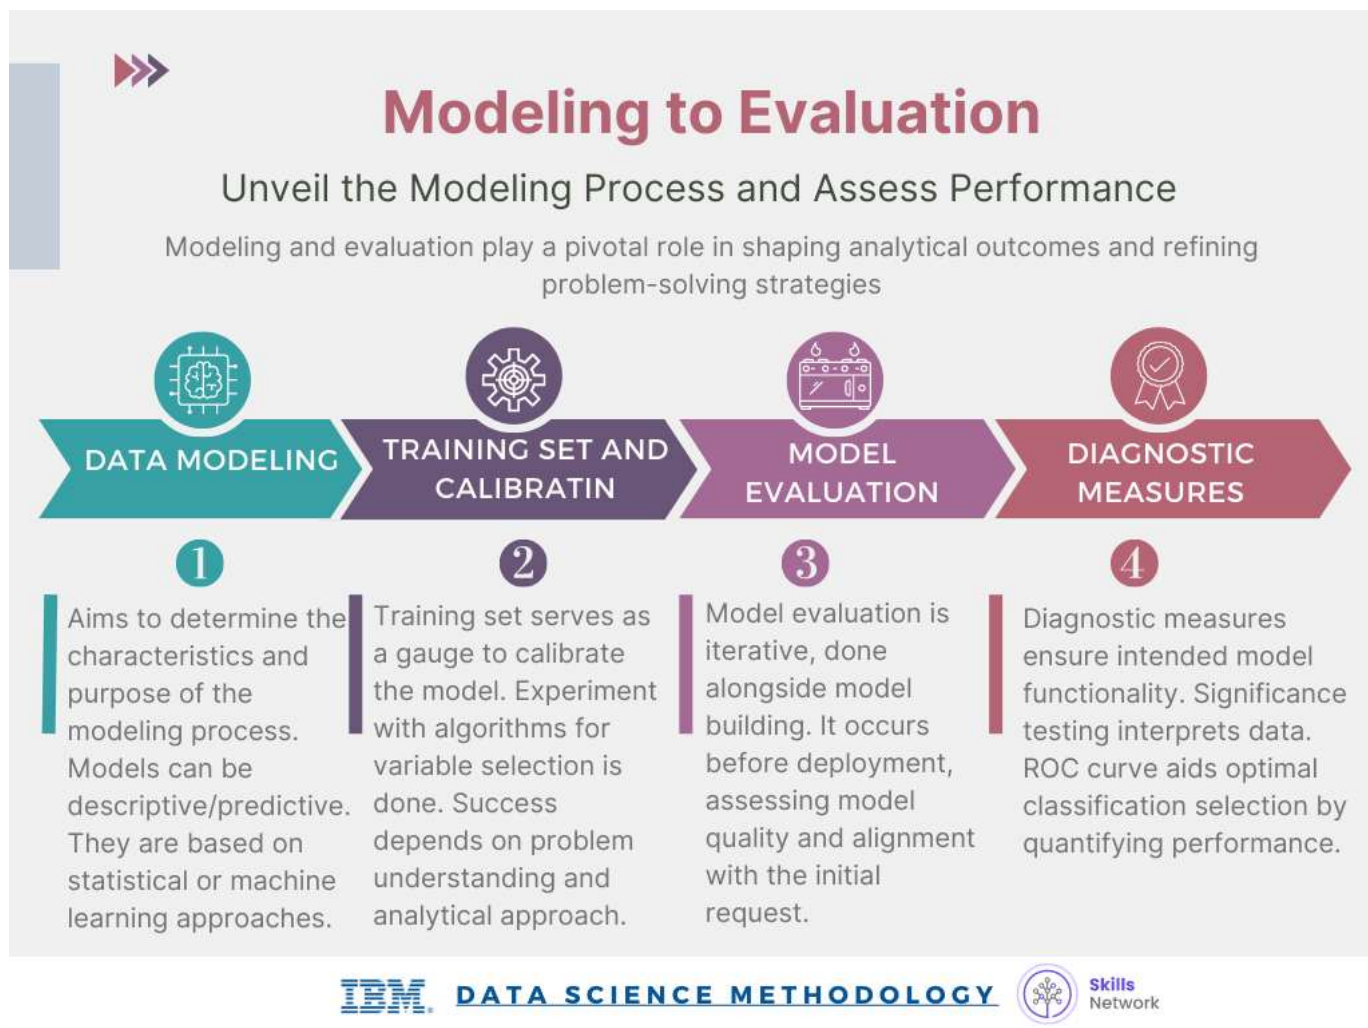 Modeling to Evaluation
Unveil the Modeling Process and Assess Performance
Modeling and evaluation play a pivotal role in shaping analytical outcomes and refining
problem-solving strategies
DATA MODELING
TRAINING SET AND
CALIBRATIN
MODEL
EVALUATION
DIAGNOSTIC
MEASURES
1
Aims to determine the
characteristics and
purpose of the
modeling process.
Models can be
descriptive/predictive.
They are based on
statistical or machine
learning approaches.
2
Training set serves as
a gauge to calibrate
the model. Experiment
with algorithms for
variable selection is
done. Success
depends on problem
understanding and
analytical approach.
3
Model evaluation is
iterative, done
alongside model
building. It occurs
before deployment,
assessing model
quality and alignment
with the initial
request.
4
Diagnostic measures
ensure intended model
functionality. Significance
testing interprets data.
ROC curve aids optimal
classification selection by
quantifying performance.
IBM. DATA SCIENCE METHODOLOGY
Skills
Network